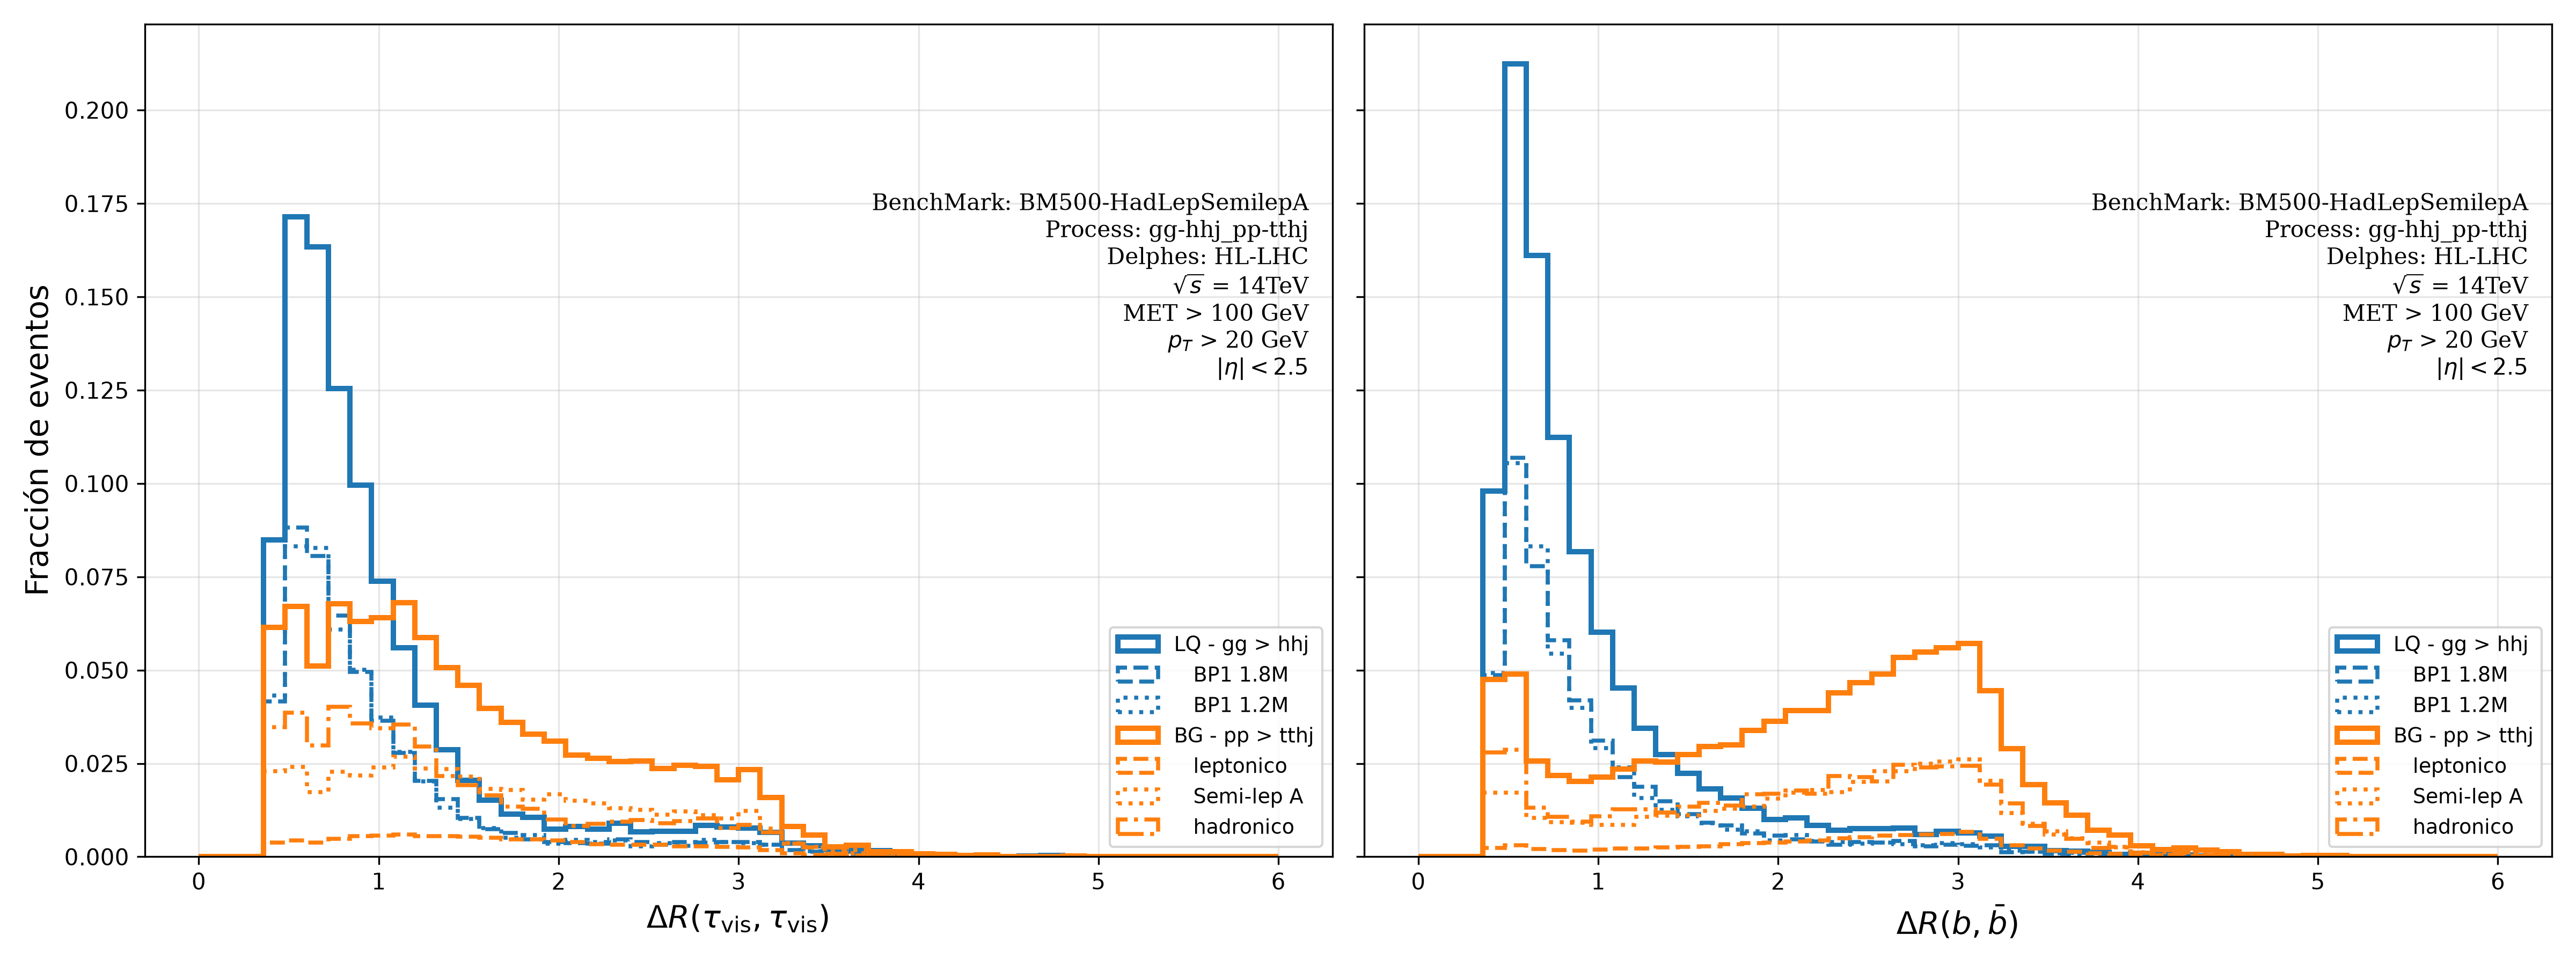 Fracción de eventos
0.200
0.175
0.150
0.125
0.100
0.075
0.050
0.025
0.000
BenchMark: BM500-HadLepSemilepA
Process: gg-hhj_pp-tthj
Delphes: HL-LHC
√s = 14TeV
MET > 100 GeV
p_T > 20 GeV
|η| < 2.5
LQ - gg > hhj
BP1 1.8M
BP1 1.2M
BG - pp > tthj
leptonico
Semi-lep A
hadronico
0 1 2 3 4 5 6
ΔR(τ_vis, τ_vis)
BenchMark: BM500-HadLepSemilepA
Process: gg-hhj_pp-tthj
Delphes: HL-LHC
√s = 14TeV
MET > 100 GeV
p_T > 20 GeV
|η| < 2.5
LQ - gg > hhj
BP1 1.8M
BP1 1.2M
BG - pp > tthj
leptonico
Semi-lep A
hadronico
0 1 2 3 4 5 6
ΔR(b, b̄)